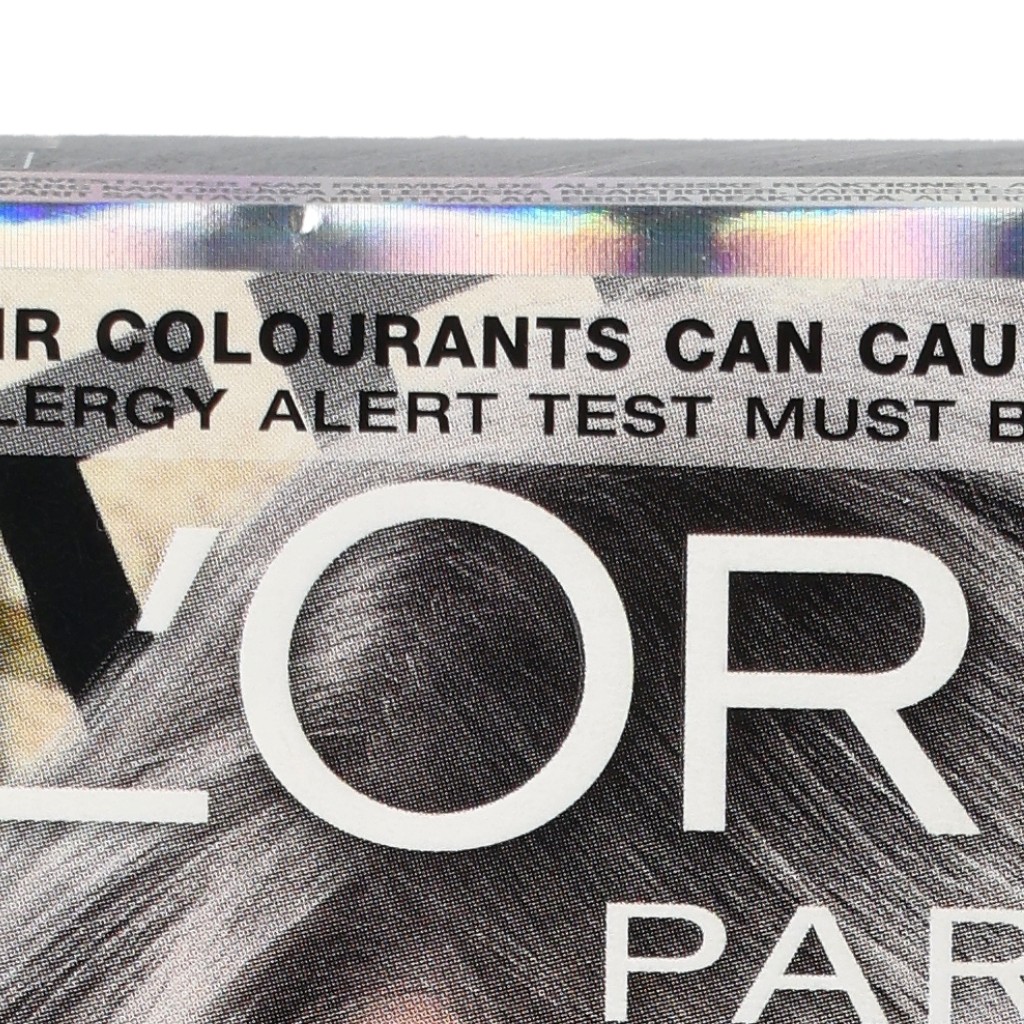 IR COLOURANTS CAN CAU
LERGY ALERT TEST MUST B
L'OR
PAR